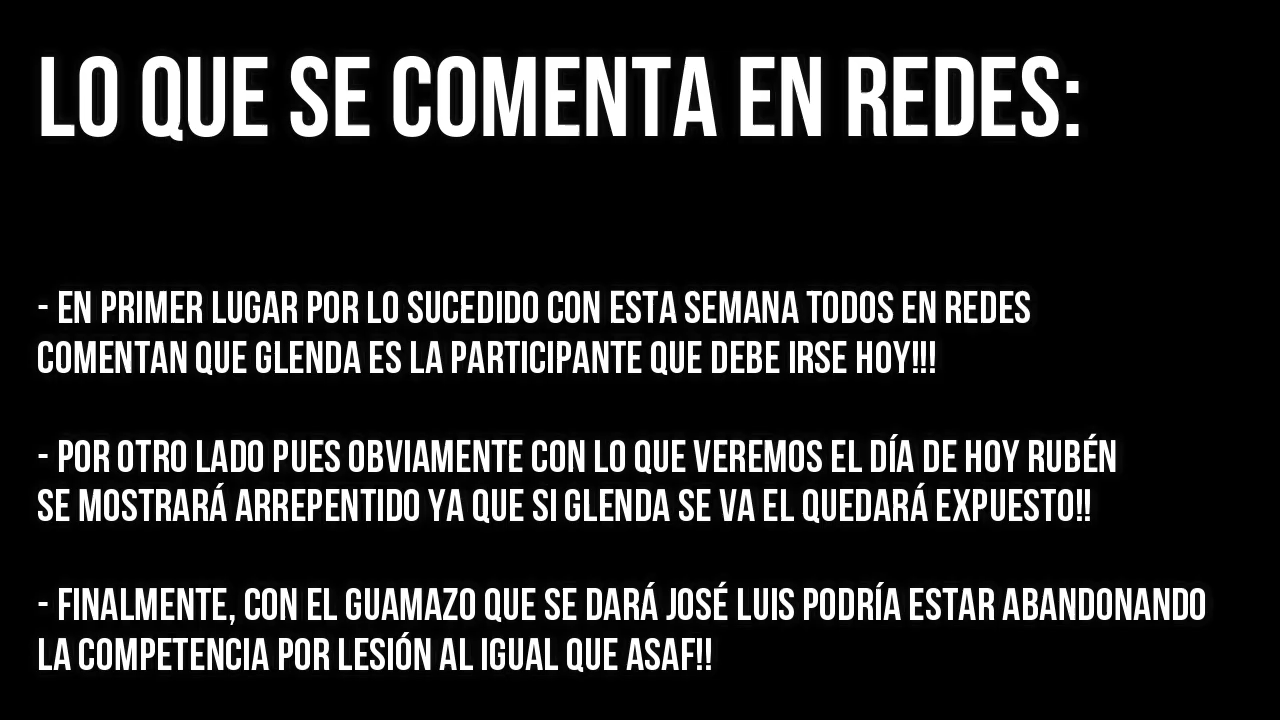 LO QUE SE COMENTA EN REDES:
- EN PRIMER LUGAR POR LO SUCEDIDO CON ESTA SEMANA TODOS EN REDES
COMENTAN QUE GLENDA ES LA PARTICIPANTE QUE DEBE IRSE HOY!!!
- POR OTRO LADO PUES OBVIAMENTE CON LO QUE VEREMOS EL DÍA DE HOY RUBÉN
SE MOSTRARÁ ARREPENTIDO YA QUE SI GLENDA SE VA EL QUEDARÁ EXPUESTO!!
- FINALMENTE, CON EL GUAMAZO QUE SE DARÁ JOSÉ LUIS PODRÍA ESTAR ABANDONANDO
LA COMPETENCIA POR LESIÓN AL IGUAL QUE ASAF!!